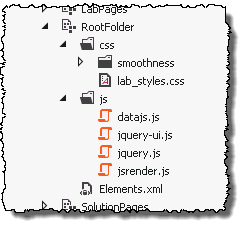 LabPages
RootFolder
css
smoothness
lab_styles.css
js
datajs.js
jquery-ui.js
jquery.js
jsrender.js
Elements.xml
SolutionPages